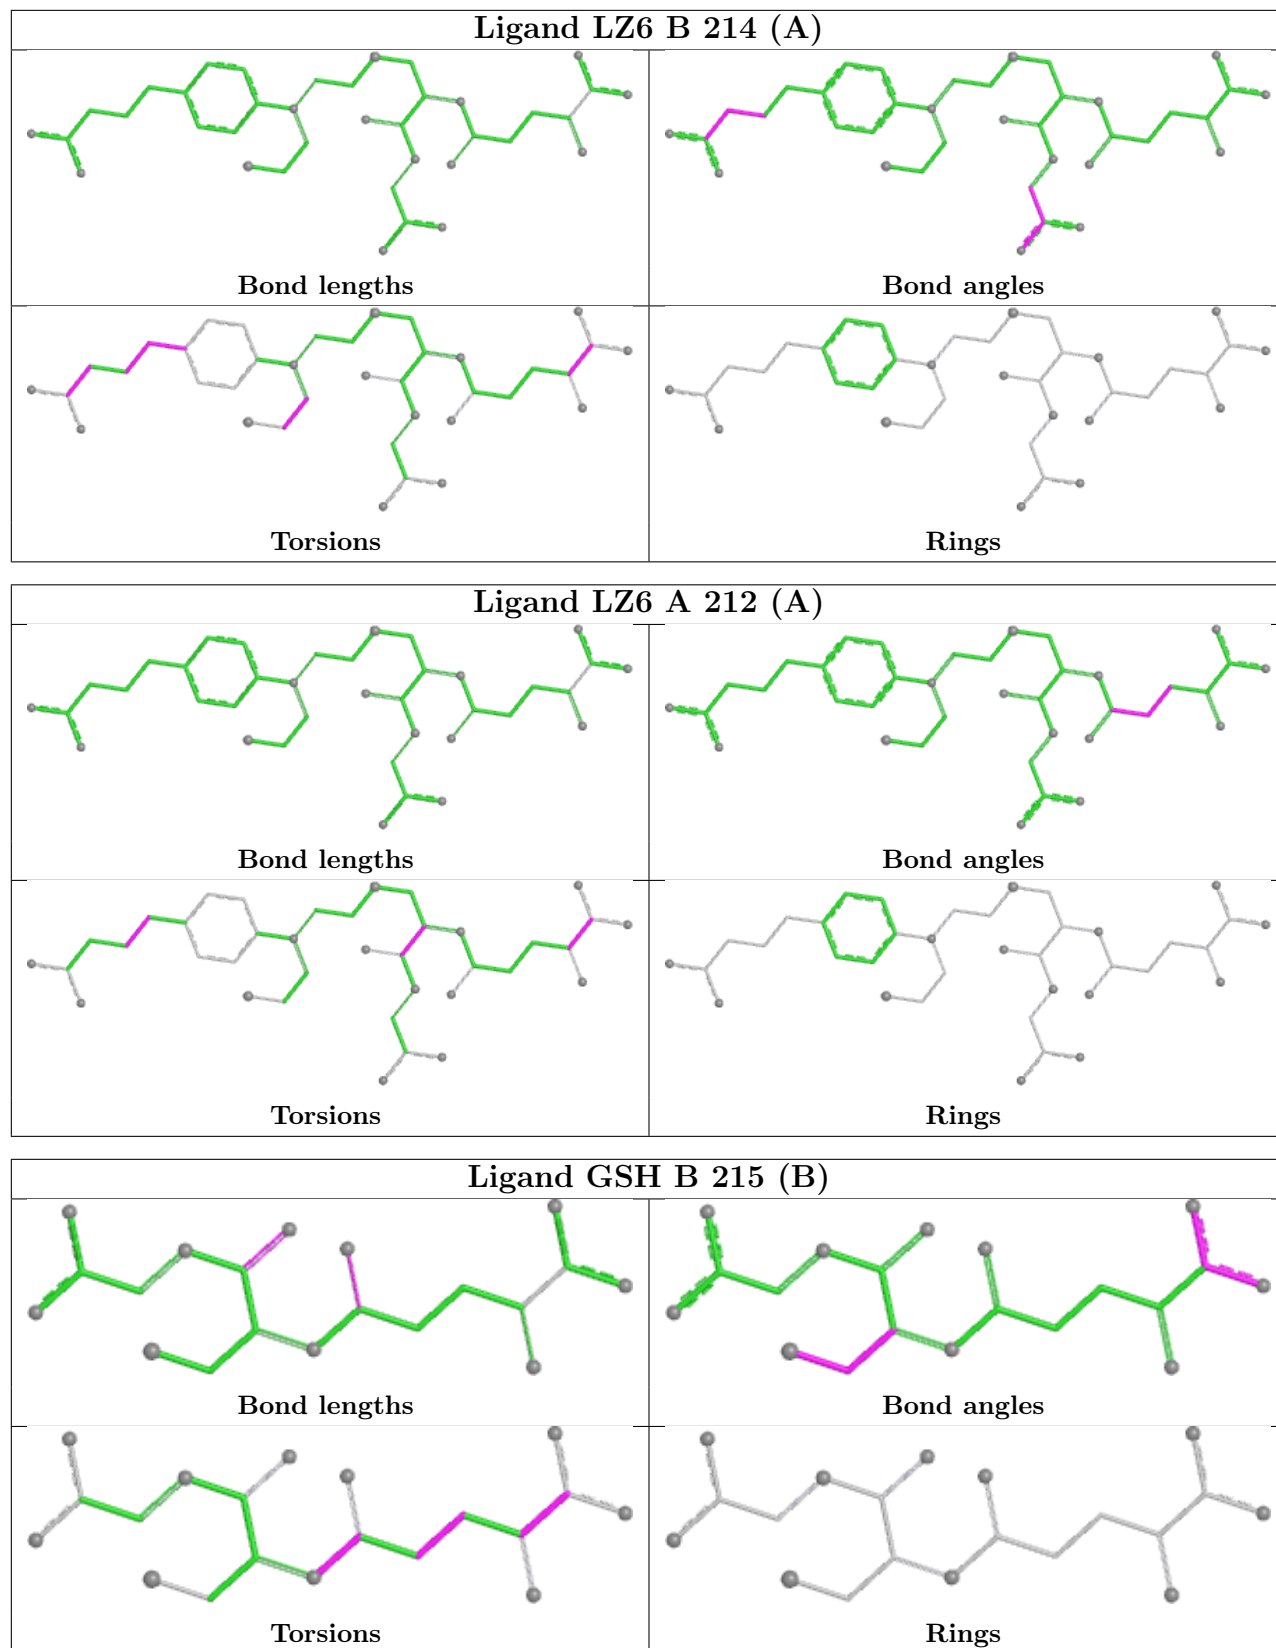 Ligand LZ6 B 214 (A)
Bond lengths
Bond angles
Torsions
Rings
Ligand LZ6 A 212 (A)
Bond lengths
Bond angles
Torsions
Rings
Ligand GSH B 215 (B)
Bond lengths
Bond angles
Torsions
Rings